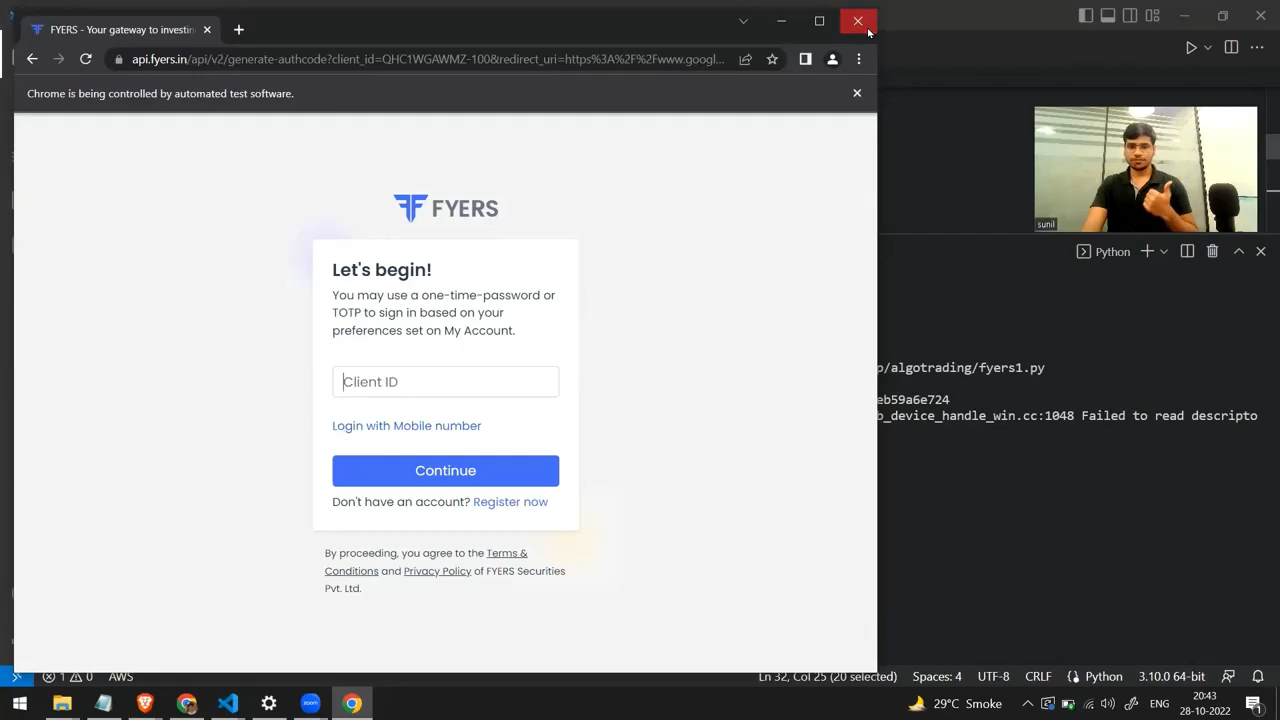 FYERS - Your gateway to investin
api.fyers.in/api/v2/generate-authcode?client_id=QHC1WGAWMZ-100&redirect_uri=https%3A%2F%2Fwww.googl...
Chrome is being controlled by automated test software.
FYERS
Let's begin!
You may use a one-time-password or
TOTP to sign in based on your
preferences set on My Account.
Client ID
Login with Mobile number
Continue
Don't have an account? Register now
By proceeding, you agree to the Terms &
Conditions and Privacy Policy of FYERS Securities
Pvt. Ltd.
sunil
Python
p/algotrading/fyers1.py
eb59a6e724
b_device_handle_win.cc:1048 Failed to read descripto
1 0 AWS
Ln 32, Col 25 (20 selected) Spaces: 4 UTF-8 CRLF Python 3.10.0 64-bit
zoom
29°C Smoke
ENG
20:43
28-10-2022
1